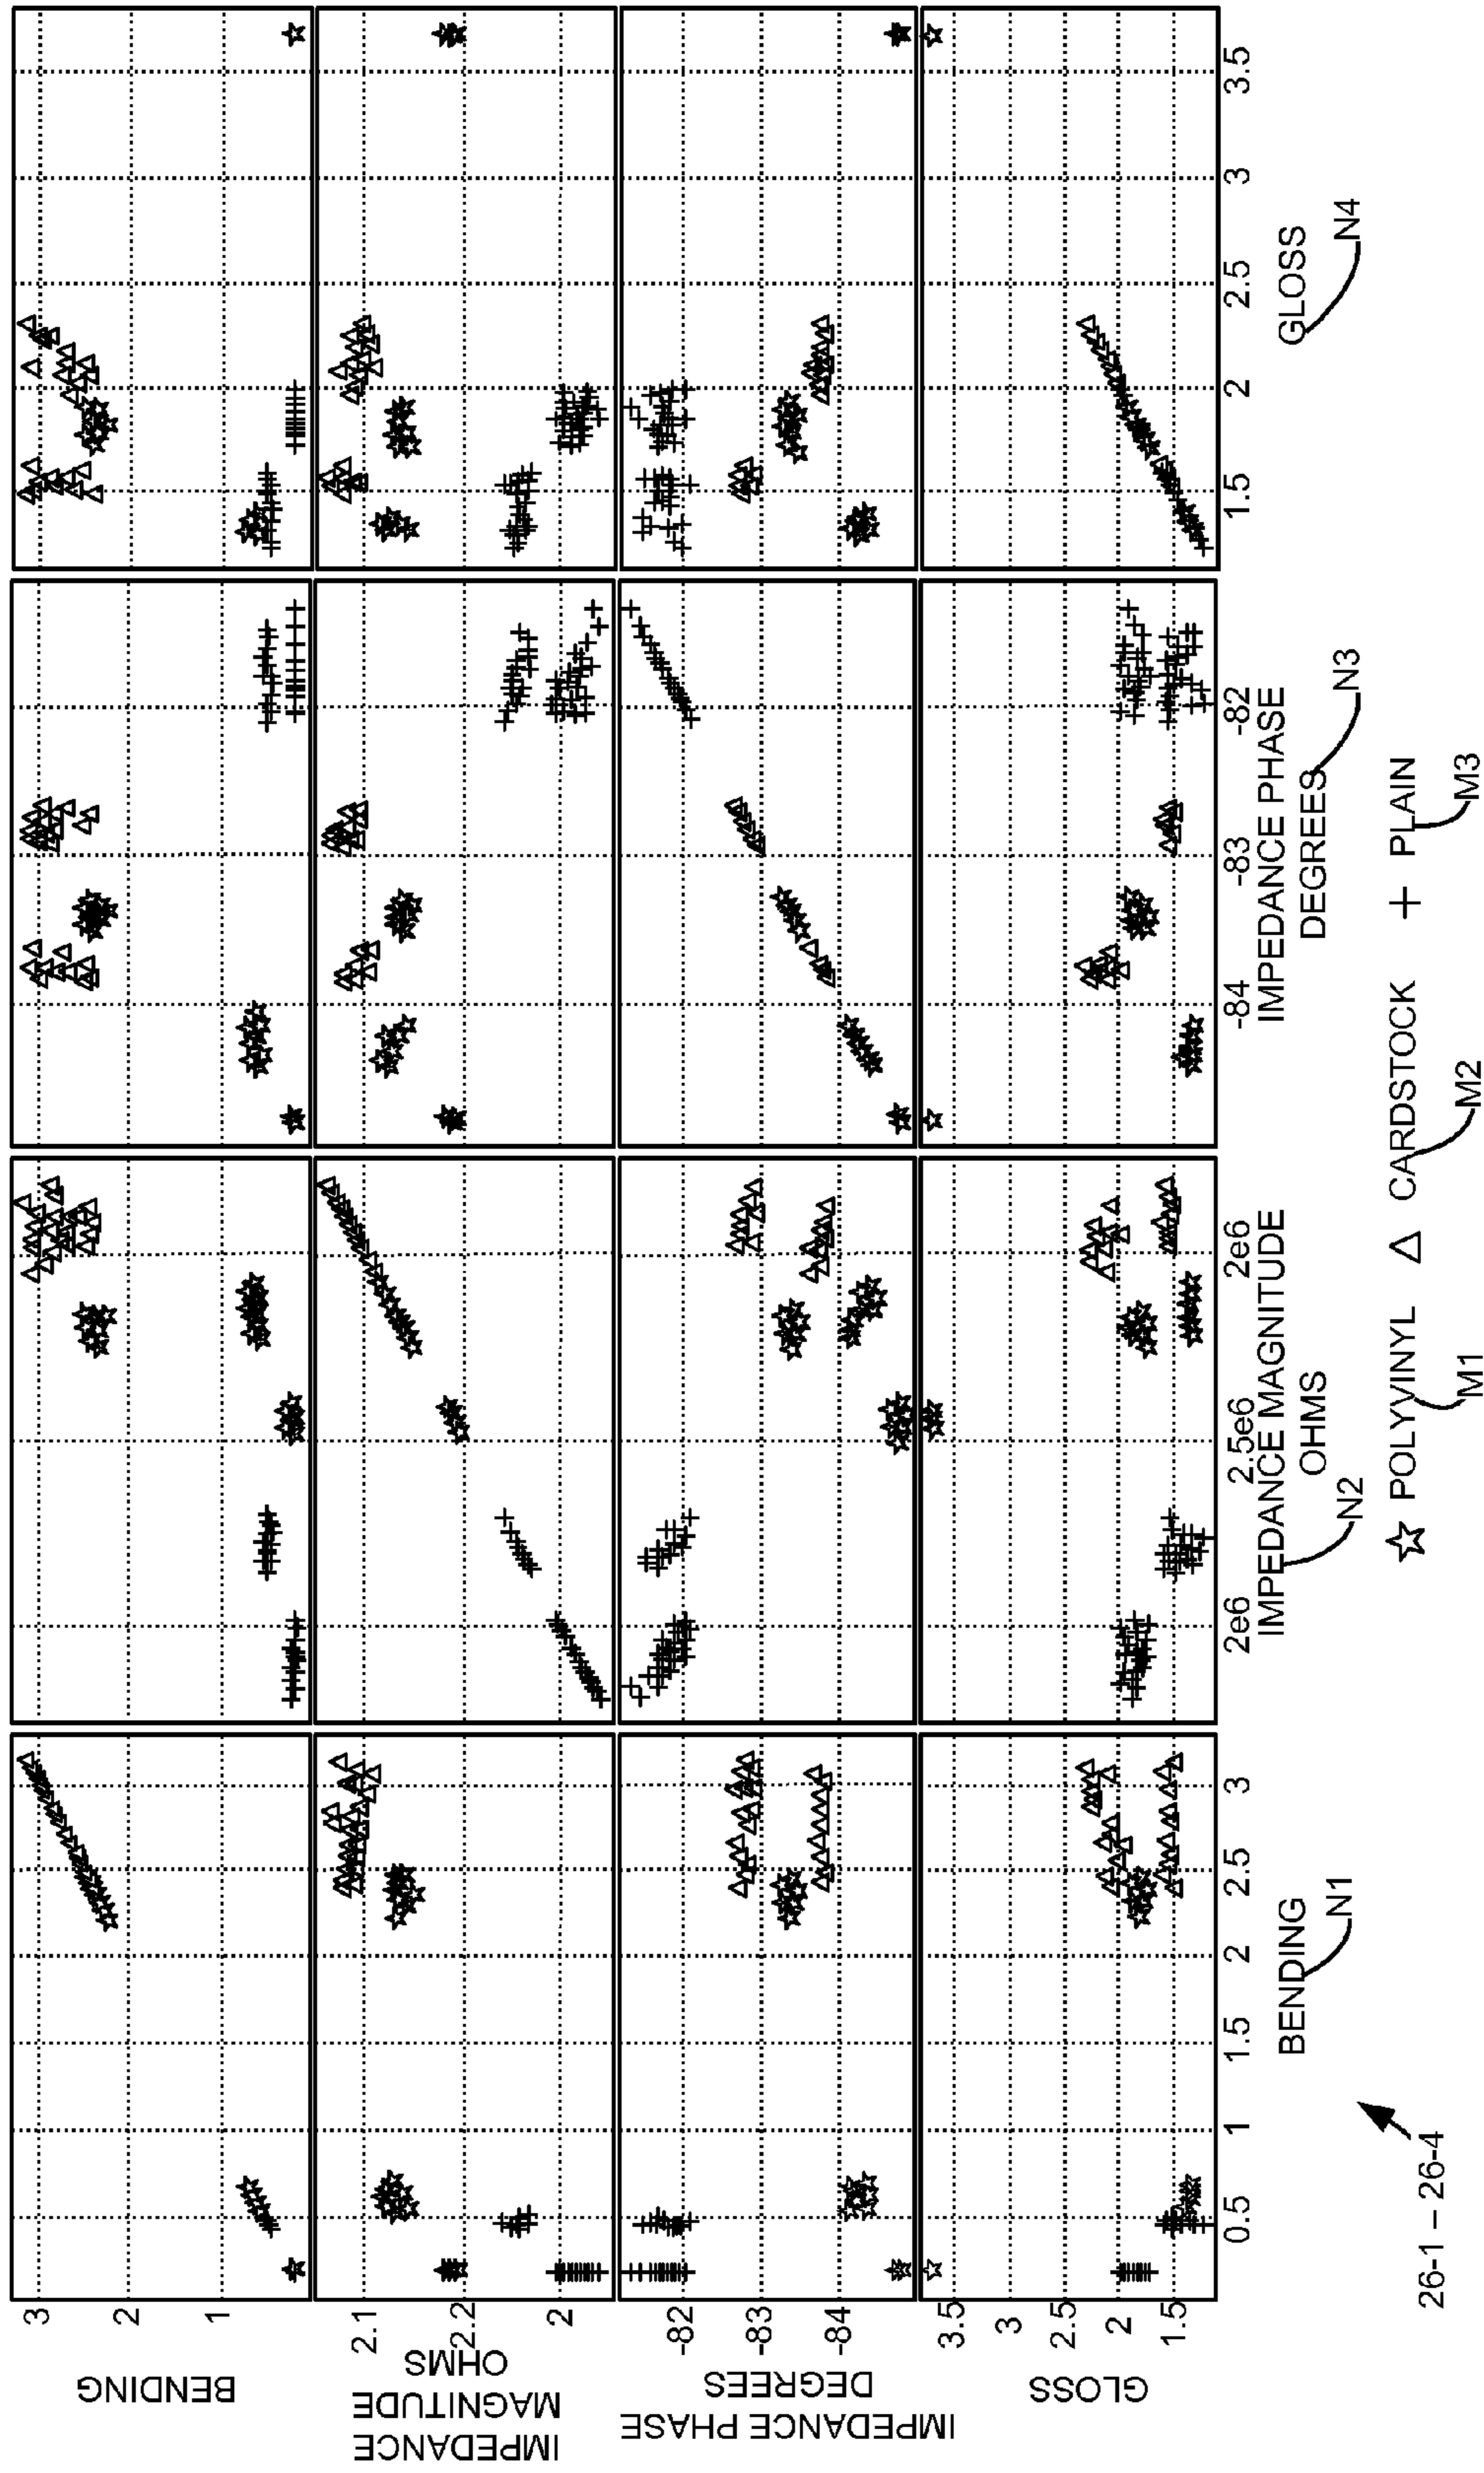 BENDING
3
2
1
IMPEDANCE
MAGNITUDE
OHMS
2.1
2.2
2
IMPEDANCE PHASE
DEGREES
-82
-83
-84
GLOSS
3.5
3
2.5
2
1.5
0.5 1 1.5 2 2.5 3
BENDING
N1
2e6 2.5e6 2e6
IMPEDANCE MAGNITUDE
OHMS
N2
-84 -83 -82
IMPEDANCE PHASE
DEGREES
N3
1.5 2 2.5 3 3.5
GLOSS
N4
POLYVINYL CARDSTOCK PLAIN
M1 M2 M3
26-1 – 26-4